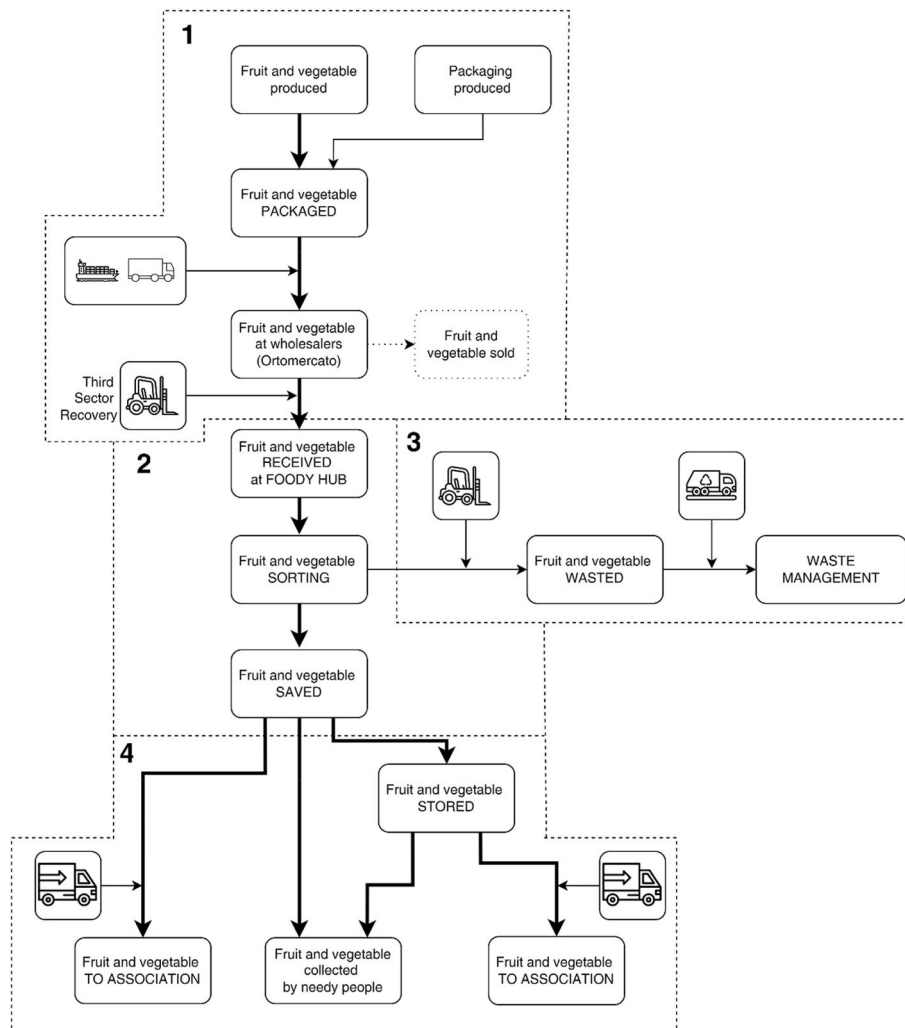 1
Fruit and vegetable
produced
Packaging
produced
Fruit and vegetable
PACKAGED
Fruit and vegetable
at wholesalers
(Ortomercato)
Fruit and
vegetable sold
Third
Sector
Recovery
2
Fruit and vegetable
RECEIVED
at FOODY HUB
3
Fruit and vegetable
SORTING
Fruit and vegetable
WASTED
WASTE
MANAGEMENT
Fruit and vegetable
SAVED
4
Fruit and vegetable
STORED
Fruit and vegetable
TO ASSOCIATION
Fruit and vegetable
collected
by needy people
Fruit and vegetable
TO ASSOCIATION